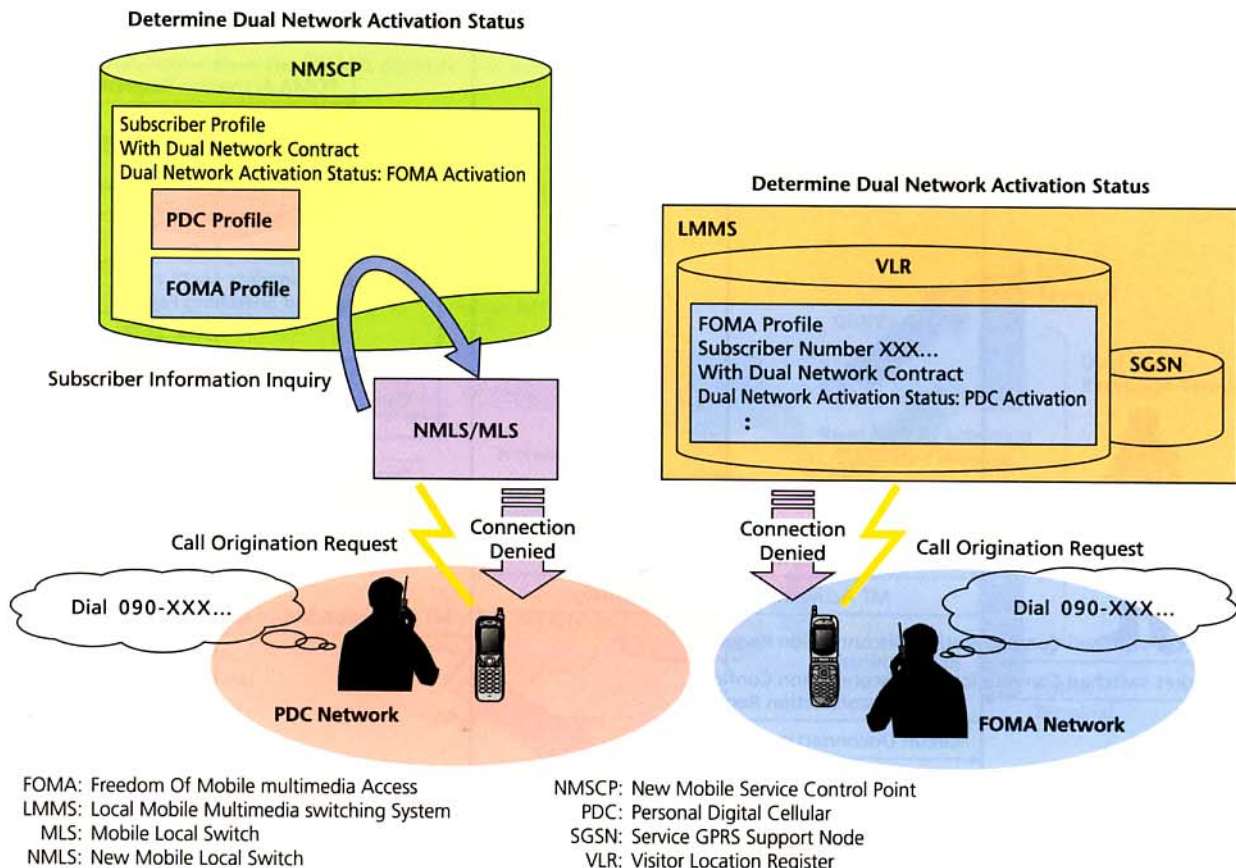 Determine Dual Network Activation Status
NMSCP
Subscriber Profile
With Dual Network Contract
Dual Network Activation Status: FOMA Activation
PDC Profile
FOMA Profile
Subscriber Information Inquiry
NMLS/MLS
Connection
Denied
Call Origination Request
Dial 090-XXX...
PDC Network
Determine Dual Network Activation Status
LMMS
VLR
FOMA Profile
Subscriber Number XXX...
With Dual Network Contract
Dual Network Activation Status: PDC Activation
:
SGSN
Connection
Denied
Call Origination Request
Dial 090-XXX...
FOMA Network
FOMA: Freedom Of Mobile multimedia Access
LMMS: Local Mobile Multimedia switching System
MLS: Mobile Local Switch
NMLS: New Mobile Local Switch
NMSCP: New Mobile Service Control Point
PDC: Personal Digital Cellular
SGSN: Service GPRS Support Node
VLR: Visitor Location Register